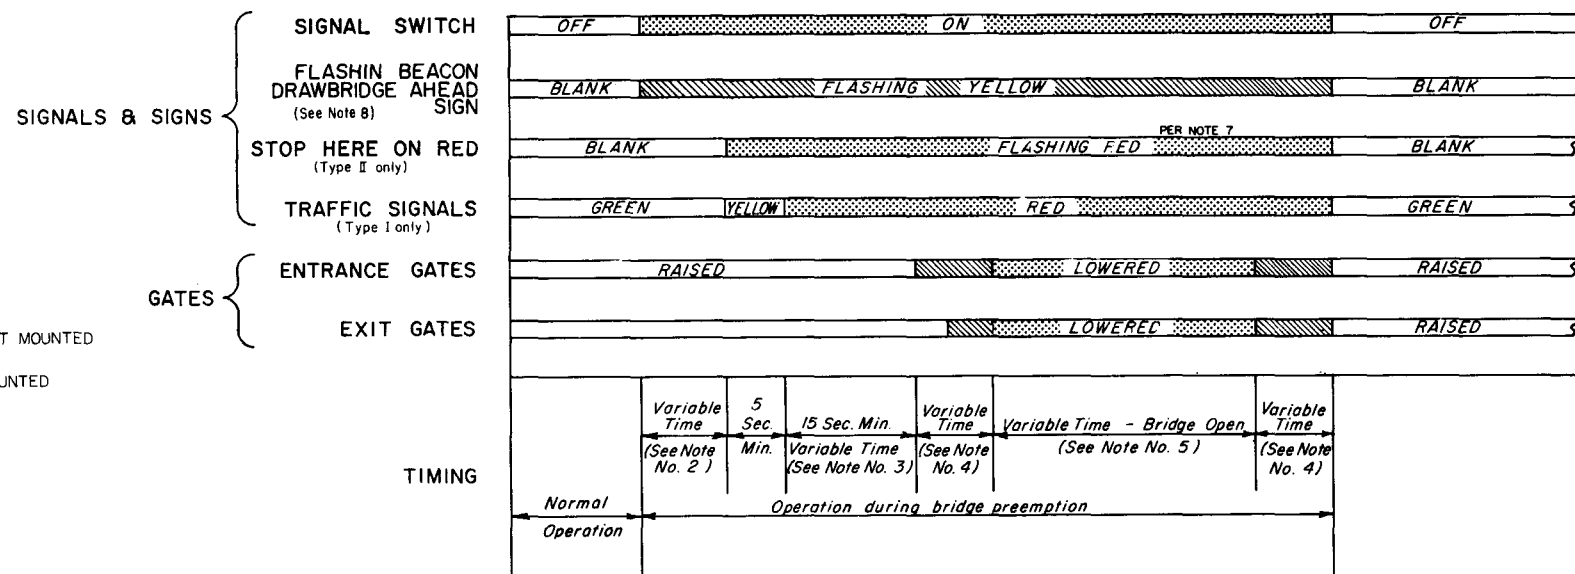 SIGNAL SWITCH OFF ON OFF
FLASHIN BEACON
DRAWBRIDGE AHEAD BLANK FLASHING YELLOW BLANK
(See Note 8) SIGN
SIGNALS & SIGNS
PER NOTE 7
STOP HERE ON RED BLANK FLASHING RED BLANK
(Type II only)
TRAFFIC SIGNALS GREEN YELLOW RED GREEN
(Type I only)
ENTRANCE GATES RAISED LOWERED RAISED
GATES
EXIT GATES LOWERED RAISED
T MOUNTED
UNTED
Variable 5 Variable Variable
Time Sec. 15 Sec. Min. Time Variable Time - Bridge Open Time
(See Note Min. Variable Time (See Note (See Note No. 5) (See Note
No. 2) (See Note No. 3) No. 4) No. 4)
TIMING
Normal Operation during bridge preemption
Operation